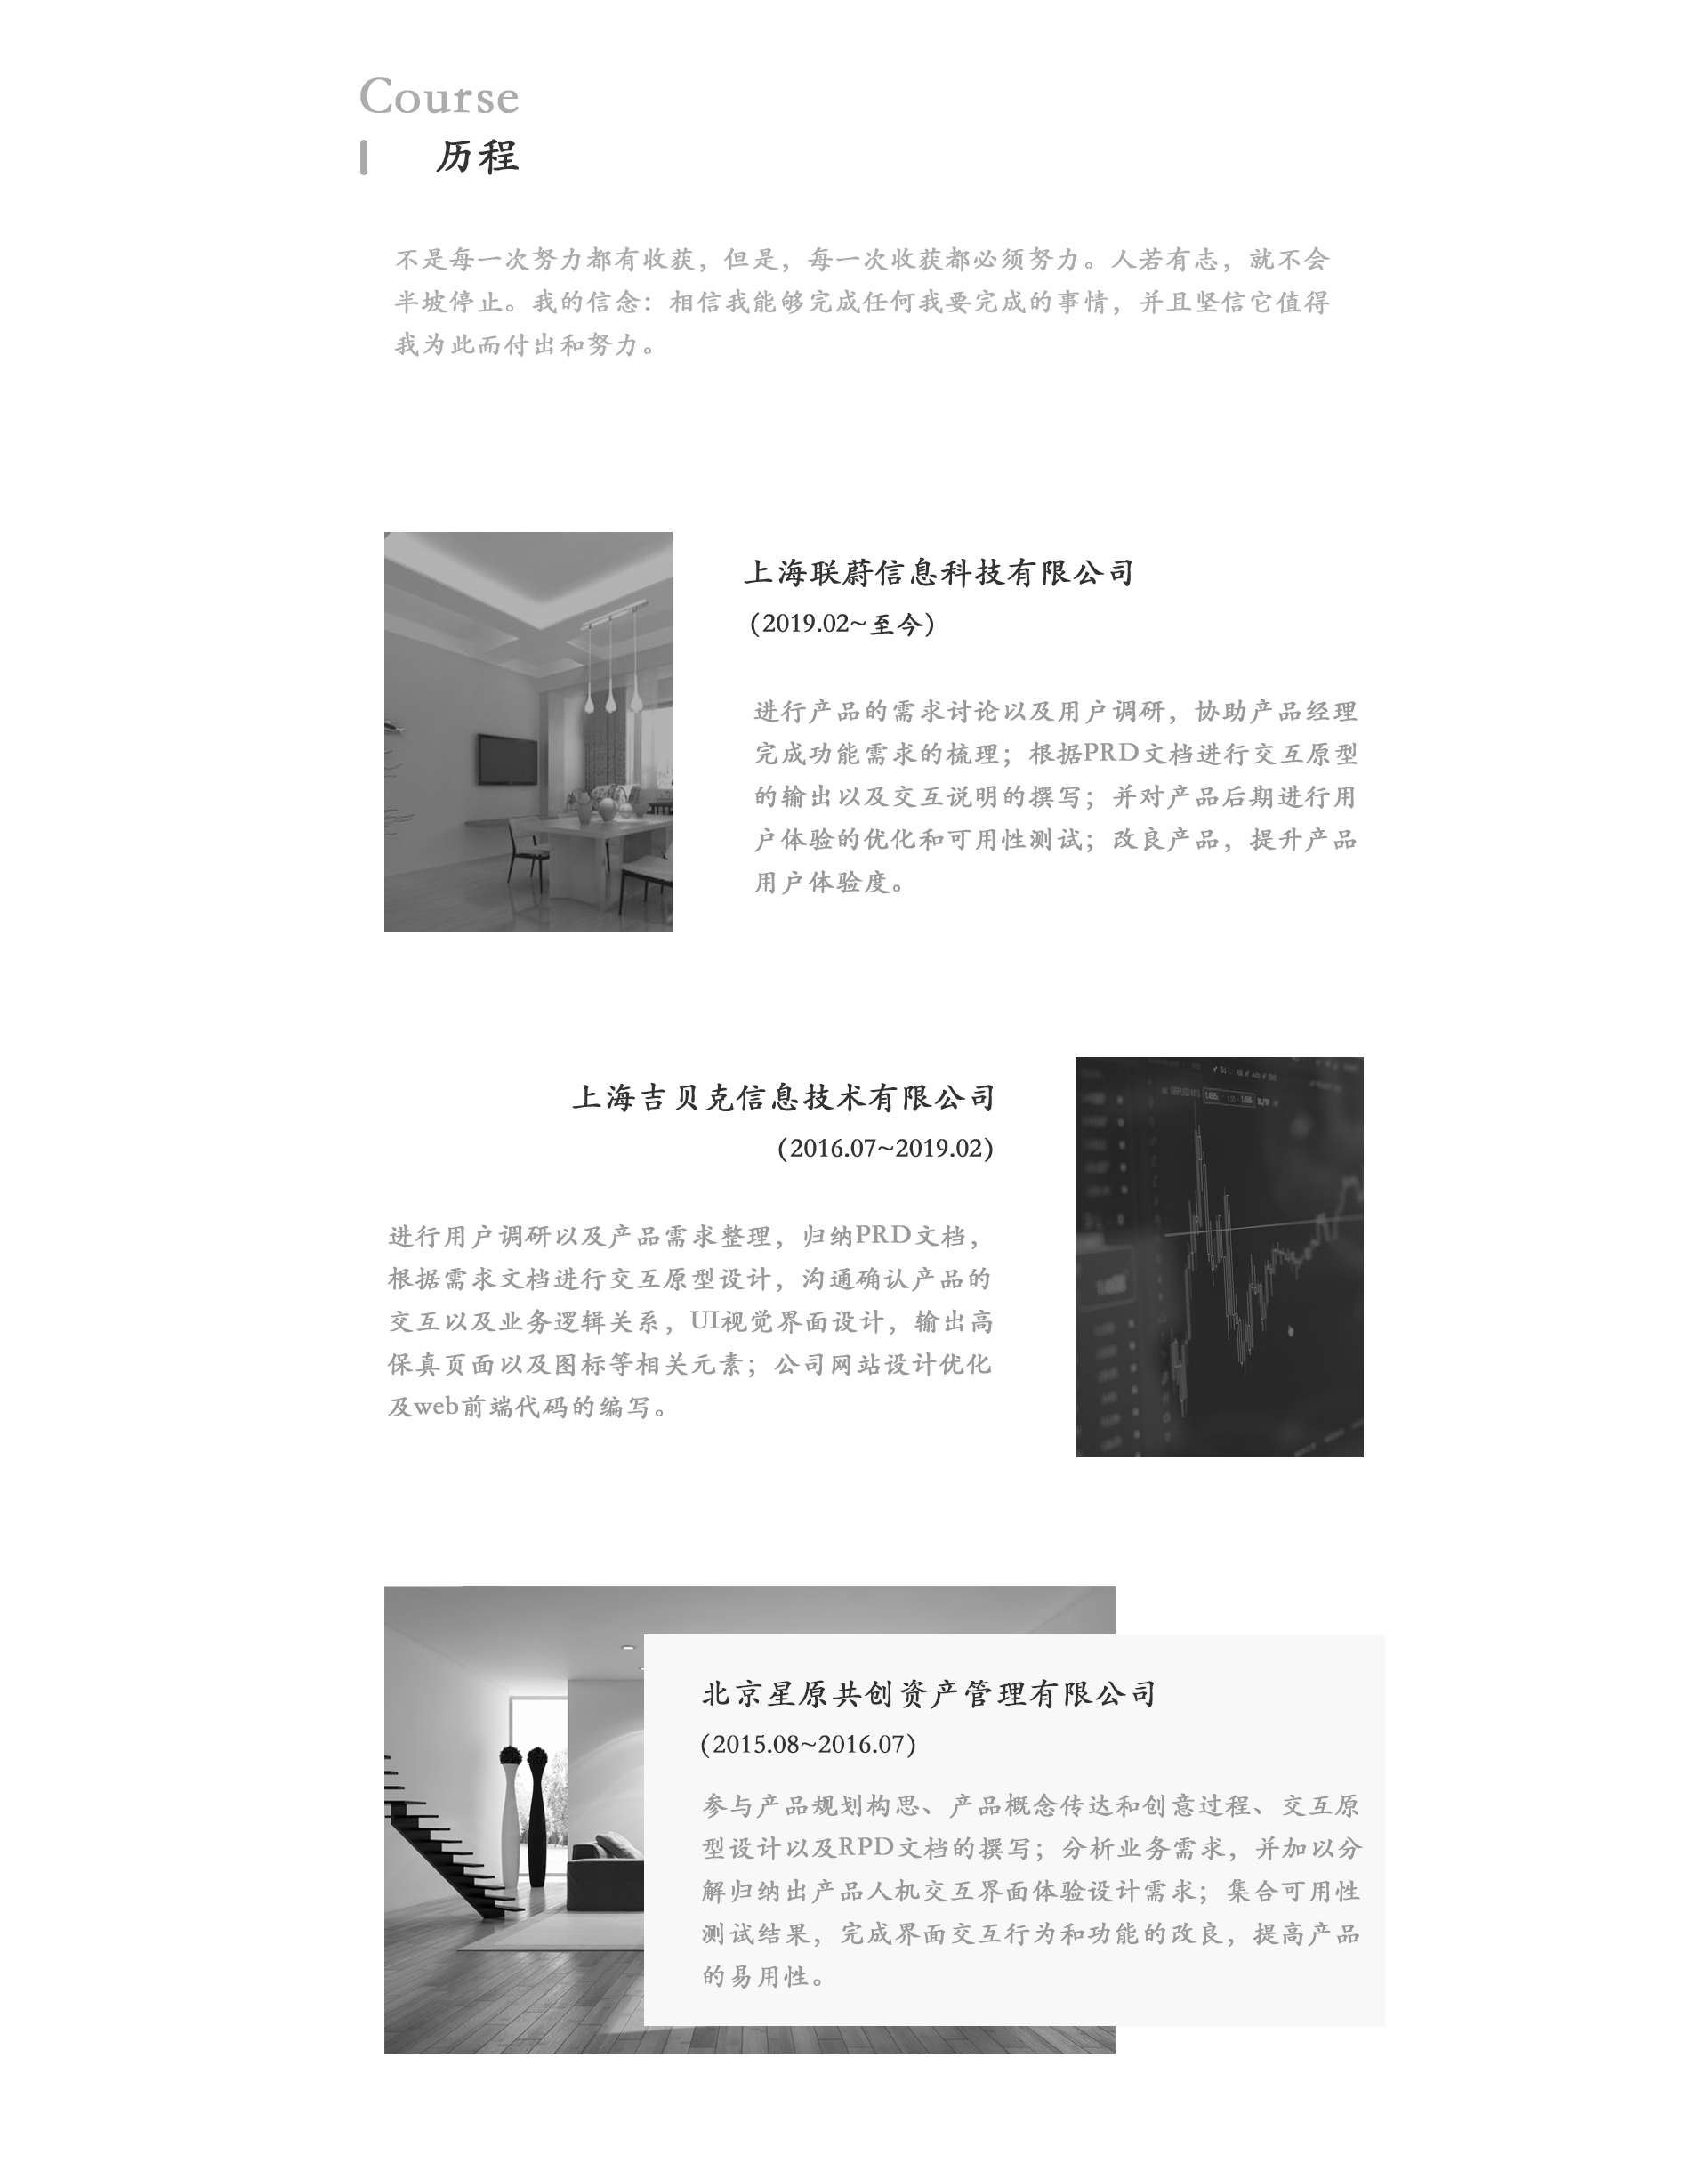 Course
历程
不是每一次努力都有收获，但是，每一次收获都必须努力。人若有志，就不会
半坡停止。我的信念：相信我能够完成任何我要完成的事情，并且坚信它值得
我为此而付出和努力。
上海联蔚信息科技有限公司
(2019.02~至今)
进行产品的需求讨论以及用户调研，协助产品经理
完成功能需求的梳理；根据PRD文档进行交互原型
的输出以及交互说明的撰写；并对产品后期进行用
户体验的优化和可用性测试；改良产品，提升产品
用户体验度。
上海吉贝克信息技术有限公司
(2016.07~2019.02)
进行用户调研以及产品需求整理，归纳PRD文档，
根据需求文档进行交互原型设计，沟通确认产品的
交互以及业务逻辑关系，UI视觉界面设计，输出高
保真页面以及图标等相关元素；公司网站设计优化
及web前端代码的编写。
北京星原共创资产管理有限公司
(2015.08~2016.07)
参与产品规划构思、产品概念传达和创意过程、交互原
型设计以及RPD文档的撰写；分析业务需求，并加以分
解归纳出产品人机交互界面体验设计需求；集合可用性
测试结果，完成界面交互行为和功能的改良，提高产品
的易用性。